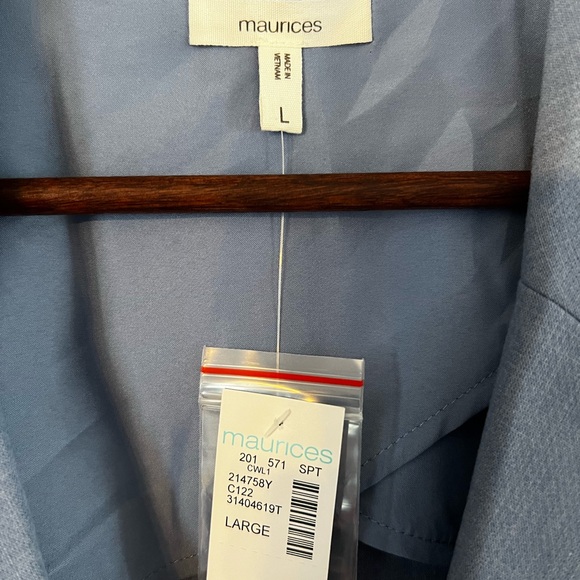 maurices
MADE IN
VIETNAM
L
maurices
201 571 SPT
CWL1
214758Y
C122
31404619T
LARGE